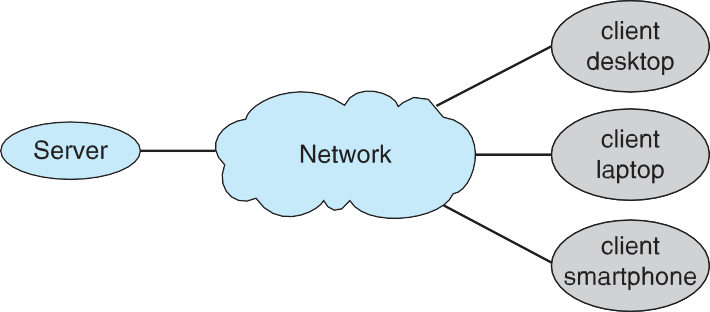 Server
Network
client
desktop
client
laptop
client
smartphone